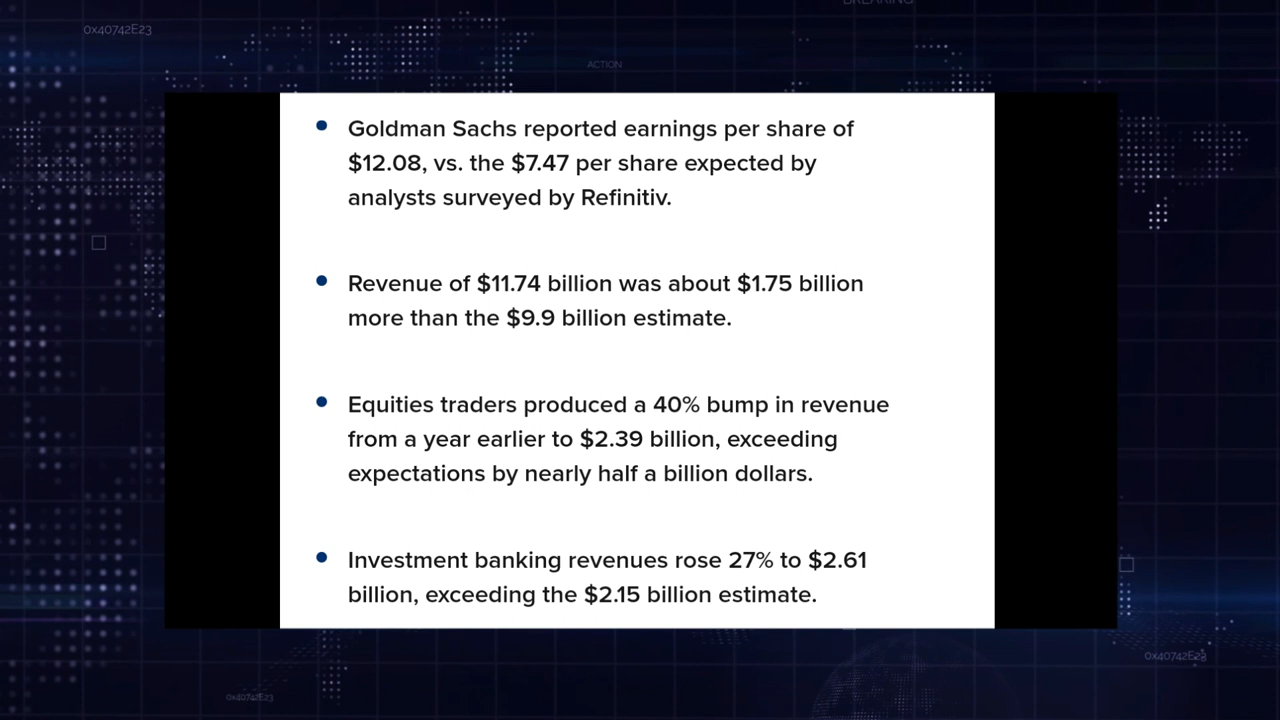 BREAKING
0x40742E23
ACTION
• Goldman Sachs reported earnings per share of
$12.08, vs. the $7.47 per share expected by
analysts surveyed by Refinitiv.
• Revenue of $11.74 billion was about $1.75 billion
more than the $9.9 billion estimate.
• Equities traders produced a 40% bump in revenue
from a year earlier to $2.39 billion, exceeding
expectations by nearly half a billion dollars.
• Investment banking revenues rose 27% to $2.61
billion, exceeding the $2.15 billion estimate.
0x40742E23
0x40742E23